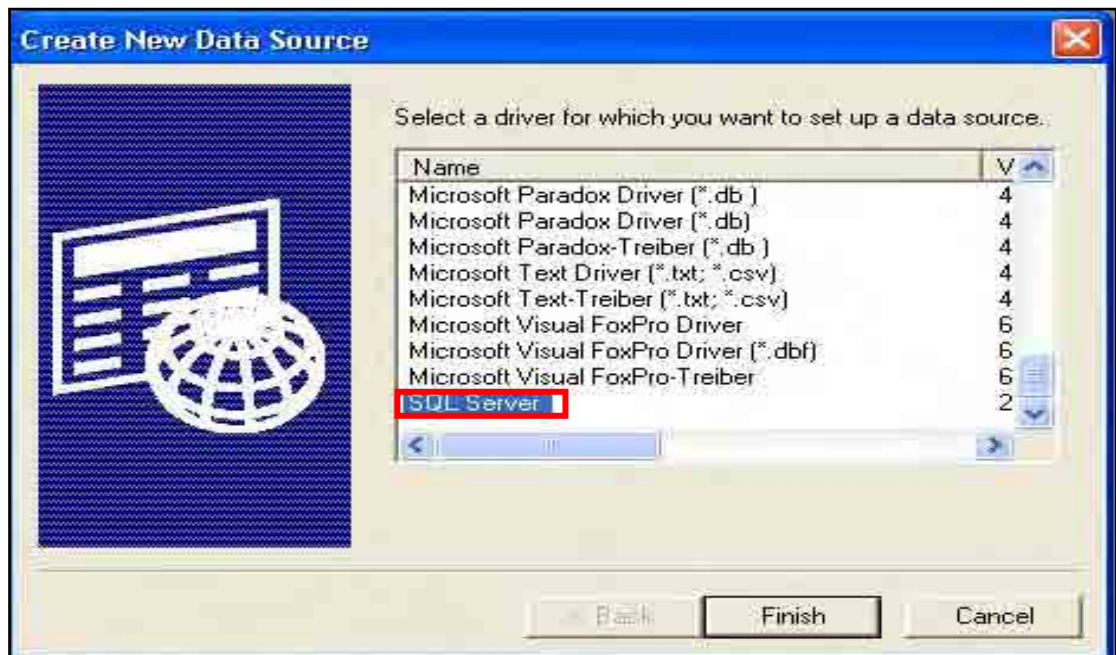 Create New Data Source
Select a driver for which you want to set up a data source.
Name V
Microsoft Paradox Driver (*.db ) 4
Microsoft Paradox Driver (*.db) 4
Microsoft Paradox-Treiber (*.db ) 4
Microsoft Text Driver (*.txt; *.csv) 4
Microsoft Text-Treiber (*.txt; *.csv) 4
Microsoft Visual FoxPro Driver 6
Microsoft Visual FoxPro Driver (*.dbf) 6
Microsoft Visual FoxPro-Treiber 6
SQL Server 2
< Back Finish Cancel